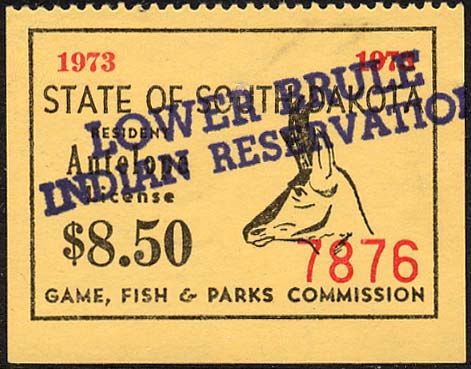 1973 1973
STATE OF SOUTH DAKOTA
LOWER BRULE
INDIAN RESERVATION
RESIDENT
Antelope
License
$8.50
7876
GAME, FISH & PARKS COMMISSION